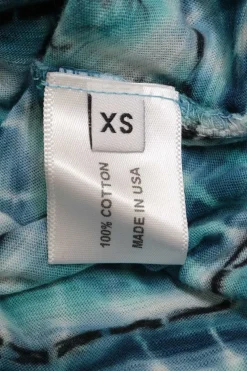 XS
100% COTTON
MADE IN USA